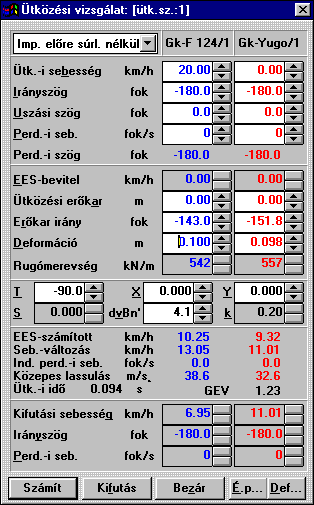 Ütközési vizsgálat: [ütk.sz.:1]
Imp. előre súrl. nélkül Gk-F 124/1 Gk-Yugo/1
Ütk.-i sebesség km/h 20.00 0.00
Irányszög fok -180.0 -180.0
Uszási szög fok 0.0 0.0
Perd.-i seb. fok/s 0 0
Perd.-i szög fok -180.0 -180.0
EES-bevitel km/h 0.00 0.00
Ütközési erőkar m 0.00 0.00
Erőkar irány fok -143.0 -151.8
Deformáció m 0.100 0.098
Rugómerevség kN/m 542 557
T -90.0 X 0.000 Y 0.000
S 0.000 dvBn' 4.1 k 0.20
EES-számított km/h 10.25 9.32
Seb.-változás km/h 13.05 11.01
Ind. perd.-i seb. fok/s 0.0 0.0
Közepes lassulás m/s˛ 38.6 32.6
Ütk.-i idő 0.094 s GEV 1.23
Kifutási sebesség km/h 6.95 11.01
Irányszög fok -180.0 -180.0
Perd.-i seb. fok/s 0 0
Számít Kifutás Bezár É.p... Def...